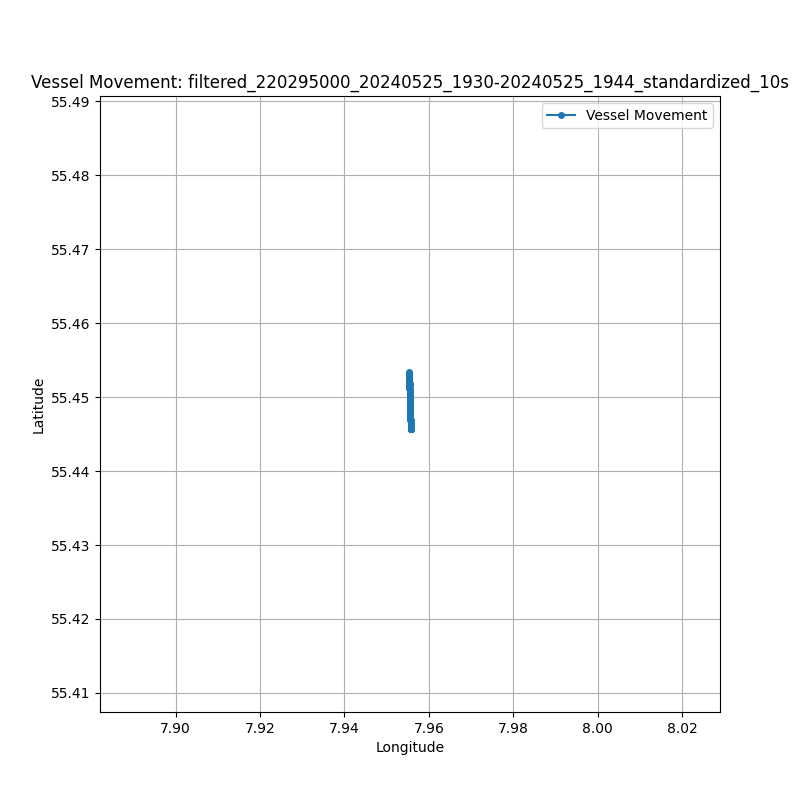 Vessel Movement: filtered_220295000_20240525_1930-20240525_1944_standardized_10s
Vessel Movement
55.49
55.48
55.47
55.46
55.45
55.44
55.43
55.42
55.41
Latitude
7.90 7.92 7.94 7.96 7.98 8.00 8.02
Longitude